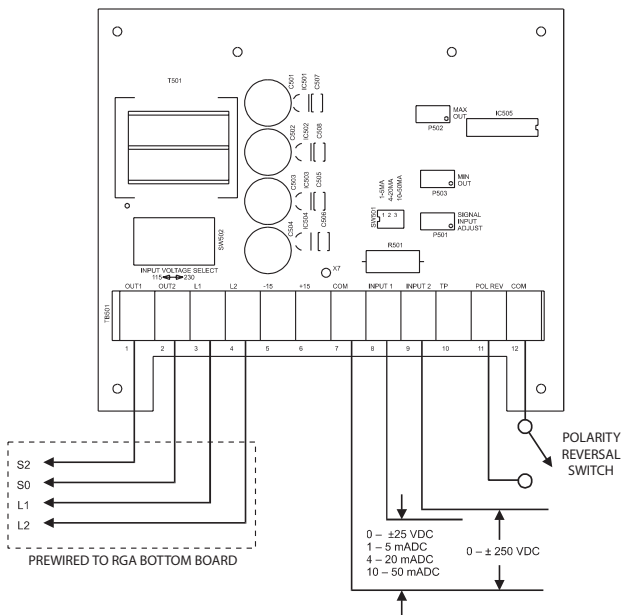 T501
C501
IC501
C507
C502
IC502
C508
C503
IC503
C505
C504
IC504
C506
MAX
OUT
P502
IC505
MIN
OUT
P503
1-5MA
4-20MA
10-50MA
SW501
1 2 3
SIGNAL
INPUT
ADJUST
P501
R501
SW502
INPUT VOLTAGE SELECT
115 230
X7
TB501
OUT1 OUT2 L1 L2 -15 +15 COM INPUT 1 INPUT 2 TP POL REV COM
1 2 3 4 5 6 7 8 9 10 11 12
POLARITY
REVERSAL
SWITCH
S2
S0
L1
L2
PREWIRED TO RGA BOTTOM BOARD
0 – ±25 VDC
1 – 5 mADC
4 – 20 mADC
10 – 50 mADC
0 – ± 250 VDC